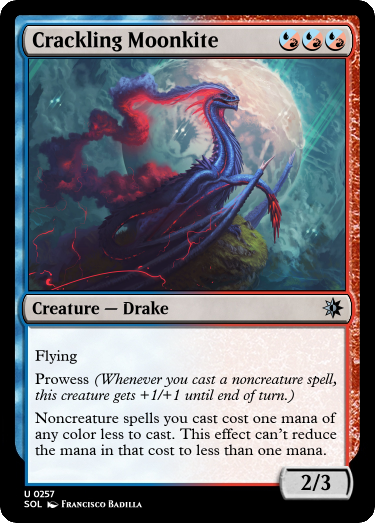 Crackling Moonkite
Creature — Drake
Flying
Prowess (Whenever you cast a noncreature spell,
this creature gets +1/+1 until end of turn.)
Noncreature spells you cast cost one mana of
any color less to cast. This effect can't reduce
the mana in that cost to less than one mana.
2/3
U 0257
SOL Francisco Badilla